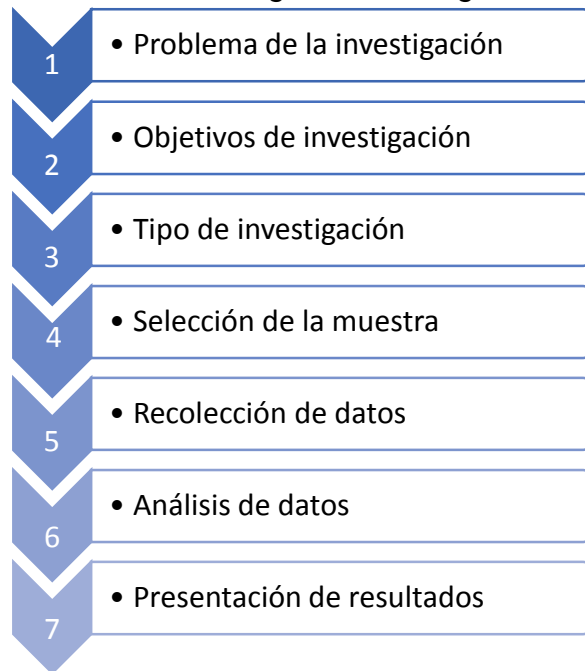 1
• Problema de la investigación
2
• Objetivos de investigación
3
• Tipo de investigación
4
• Selección de la muestra
5
• Recolección de datos
6
• Análisis de datos
7
• Presentación de resultados